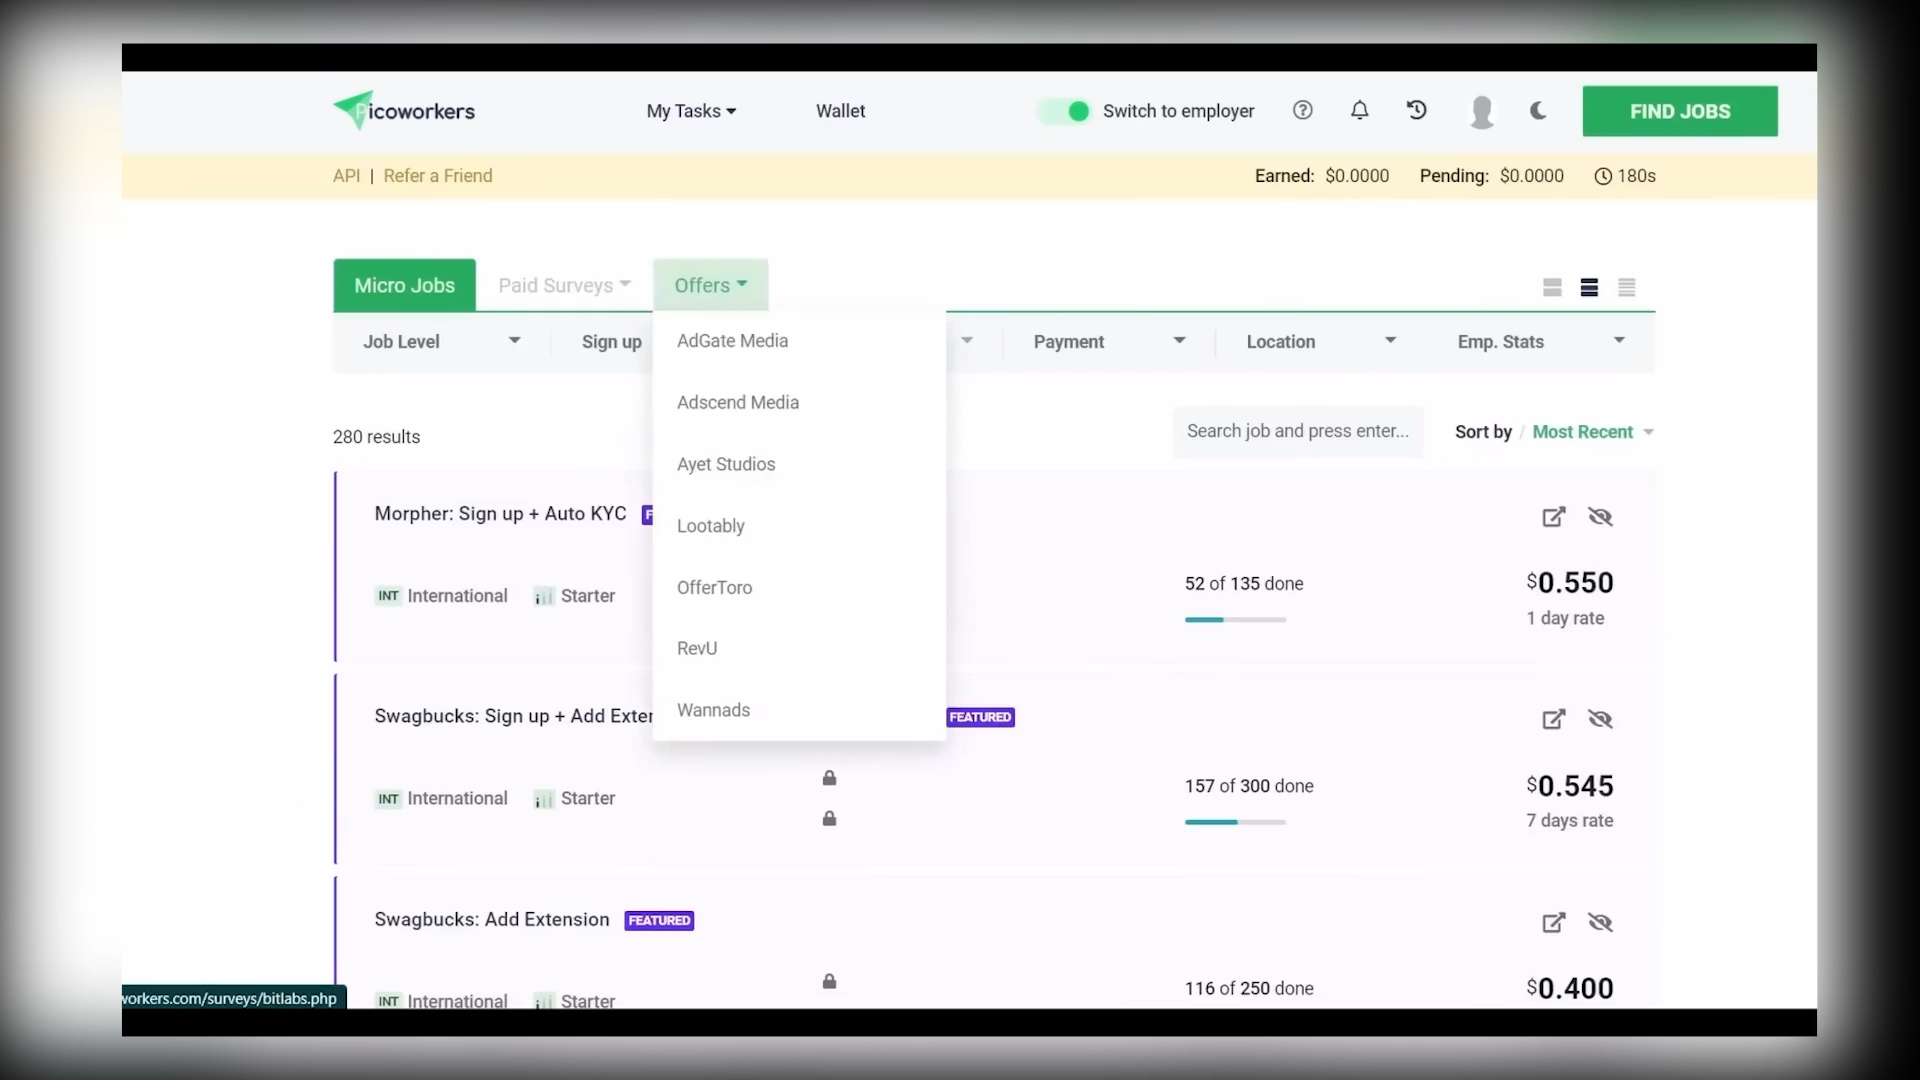 Picoworkers
My Tasks
Wallet
Switch to employer
FIND JOBS
API | Refer a Friend
Earned: $0.0000
Pending: $0.0000
180s
Micro Jobs
Paid Surveys
Offers
Job Level
Sign up
Payment
Location
Emp. Stats
AdGate Media
Adscend Media
Ayet Studios
Lootably
OfferToro
RevU
Wannads
280 results
Search job and press enter...
Sort by / Most Recent
Morpher: Sign up + Auto KYC
INT International
Starter
52 of 135 done
$0.550
1 day rate
Swagbucks: Sign up + Add
FEATURED
INT International
Starter
157 of 300 done
$0.545
7 days rate
Swagbucks: Add Extension
FEATURED
INT International
Starter
116 of 250 done
$0.400
workers.com/surveys/bitlabs.php